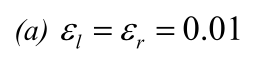 (a) ε_l = ε_r = 0.01